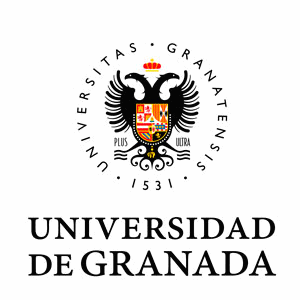 · UNIVERSITAS · GRANATENSIS · 1531
PLUS ULTRA
UNIVERSIDAD
DE GRANADA